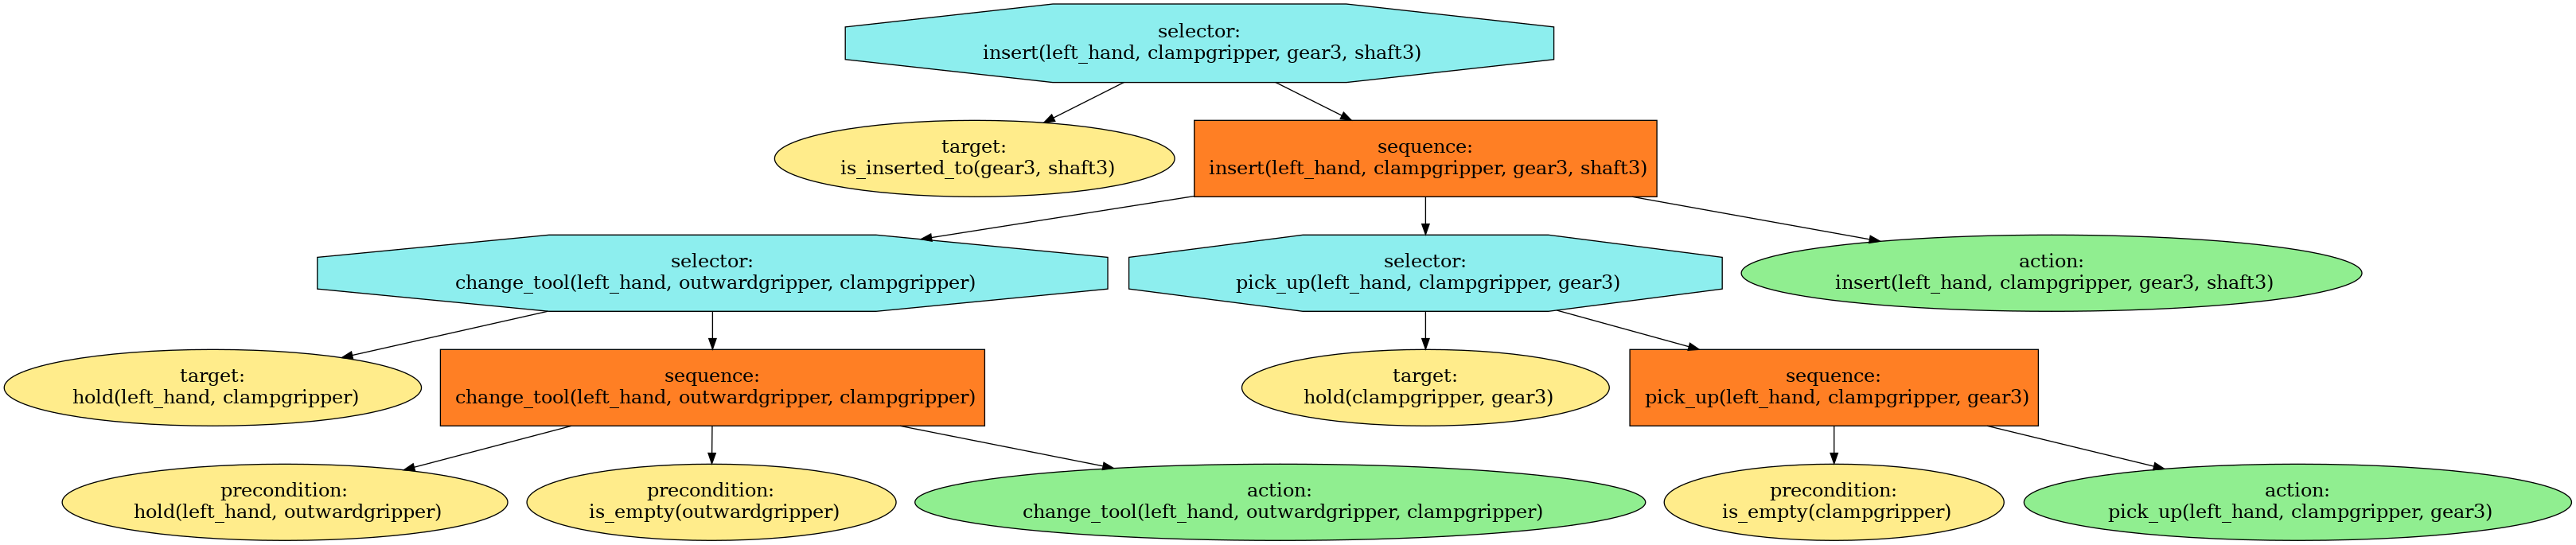 selector:
insert(left_hand, clampgripper, gear3, shaft3)
target:
is_inserted_to(gear3, shaft3)
sequence:
insert(left_hand, clampgripper, gear3, shaft3)
selector:
change_tool(left_hand, outwardgripper, clampgripper)
selector:
pick_up(left_hand, clampgripper, gear3)
action:
insert(left_hand, clampgripper, gear3, shaft3)
target:
hold(left_hand, clampgripper)
sequence:
change_tool(left_hand, outwardgripper, clampgripper)
target:
hold(clampgripper, gear3)
sequence:
pick_up(left_hand, clampgripper, gear3)
precondition:
hold(left_hand, outwardgripper)
precondition:
is_empty(outwardgripper)
action:
change_tool(left_hand, outwardgripper, clampgripper)
precondition:
is_empty(clampgripper)
action:
pick_up(left_hand, clampgripper, gear3)